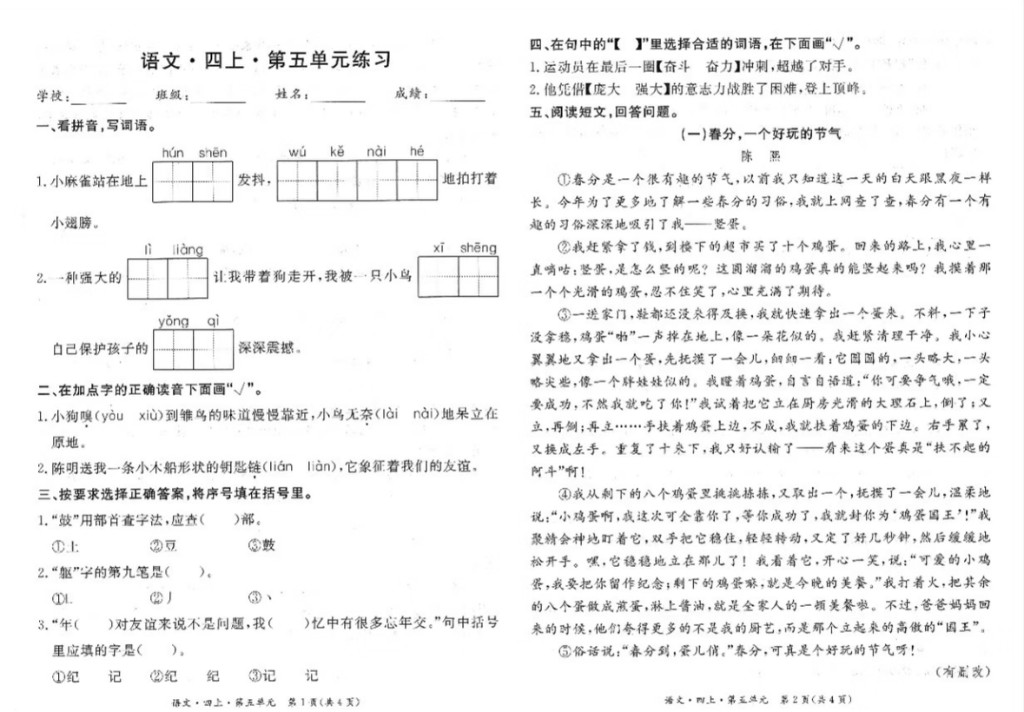 语文·四上·第五单元练习
学校：______ 班级：______ 姓名：______ 成绩：______
一、看拼音，写词语。
hún shēn wú kě nài hé
1.小麻雀站在地上 发抖， 地拍打着
小翅膀。
lì liàng xī shēng
2.一种强大的 让我带着狗走开，我被一只小鸟
yǒng qì
自己保护孩子的 深深震撼。
二、在加点字的正确读音下面画“√”。
1.小狗嗅(yòu xiù)到雏鸟的味道慢慢靠近，小鸟无奈(lài nài)地呆立在
原地。
2.陈明送我一条小木船形状的钥匙链(lián liàn)，它象征着我们的友谊。
三、按要求选择正确答案，将序号填在括号里。
1.“鼓”用部首查字法，应查( )部。
①士 ②豆 ③鼓
2.“躯”字的第九笔是( )。
①㇄ ②丿 ③丶
3.“年( )对友谊来说不是问题，我( )忆中有很多忘年交。”句中括号
里应填的字是( )。
①纪 记 ②纪 纪 ③记 记
语文·四上·第五单元 第1页(共4页)
四、在句中的“【 】”里选择合适的词语，在下面画“√”。
1.运动员在最后一圈【奋斗 奋力】冲刺，超越了对手。
2.他凭借【庞大 强大】的意志力战胜了困难，登上顶峰。
五、阅读短文，回答问题。
(一)春分，一个好玩的节气
陈 燕
①春分是一个很有趣的节气，以前我只知道这一天的白天跟黑夜一样
长。今年为了更多地了解一些春分的习俗，我就上网查了查，春分有一个有
趣的习俗深深地吸引了我——竖蛋。
②我赶紧拿了钱，到楼下的超市买了十个鸡蛋。回来的路上，我心里一
直嘀咕：竖蛋，是怎么竖的呢？这圆溜溜的鸡蛋真的能竖起来吗？我摸着那
一个个光滑的鸡蛋，忍不住笑了，心里充满了期待。
③一进家门，鞋都还没来得及换，我就快速拿出一个蛋来。不料，一下子
没拿稳，鸡蛋“啪”一声摔在地上，像一朵花似的。我赶紧清理干净。我小心
翼翼地又拿出一个蛋，先抚摸了一会儿，细细一看：它圆圆的，一头略大，一头
略尖些，像一个胖娃娃似的。我瞪着鸡蛋，自言自语道：“你可要争气哦，一定
要成功，不然我就吃了你！”我试着把它立在厨房光滑的大理石上，倒了；又
立，再倒；再立……手扶着鸡蛋上边，不成，我就扶着鸡蛋的下边。右手累了，
又换成左手。重复了十来下，我只好认输了——看来这个蛋真是“扶不起的
阿斗”啊！
④我从剩下的八个鸡蛋里挑挑拣拣，又取出一个，抚摸了一会儿，温柔地
说：“小鸡蛋啊，我这次可全靠你了，等你成功了，我就封你为‘鸡蛋国王’！”我
聚精会神地盯着它，双手把它稳住，轻轻转动，又定了好几秒钟，然后缓缓地
松开手。嘿，它稳稳地立在那儿了！我看着它，开心一笑，说：“可爱的小鸡
蛋，我要把你留作纪念；剩下的鸡蛋嘛，就是今晚的美餐。”我打着火，把其余
的八个蛋做成煎蛋，淋上酱油，就是全家人的一顿美餐啦。不过，爸爸妈妈回
来的时候，他们夸得更多的不是我的厨艺，而是那个立起来的高傲的“国王”。
⑤俗话说：“春分到，蛋儿俏。”春分，可真是个好玩的节气呀！
(有删改)
语文·四上·第五单元 第2页(共4页)